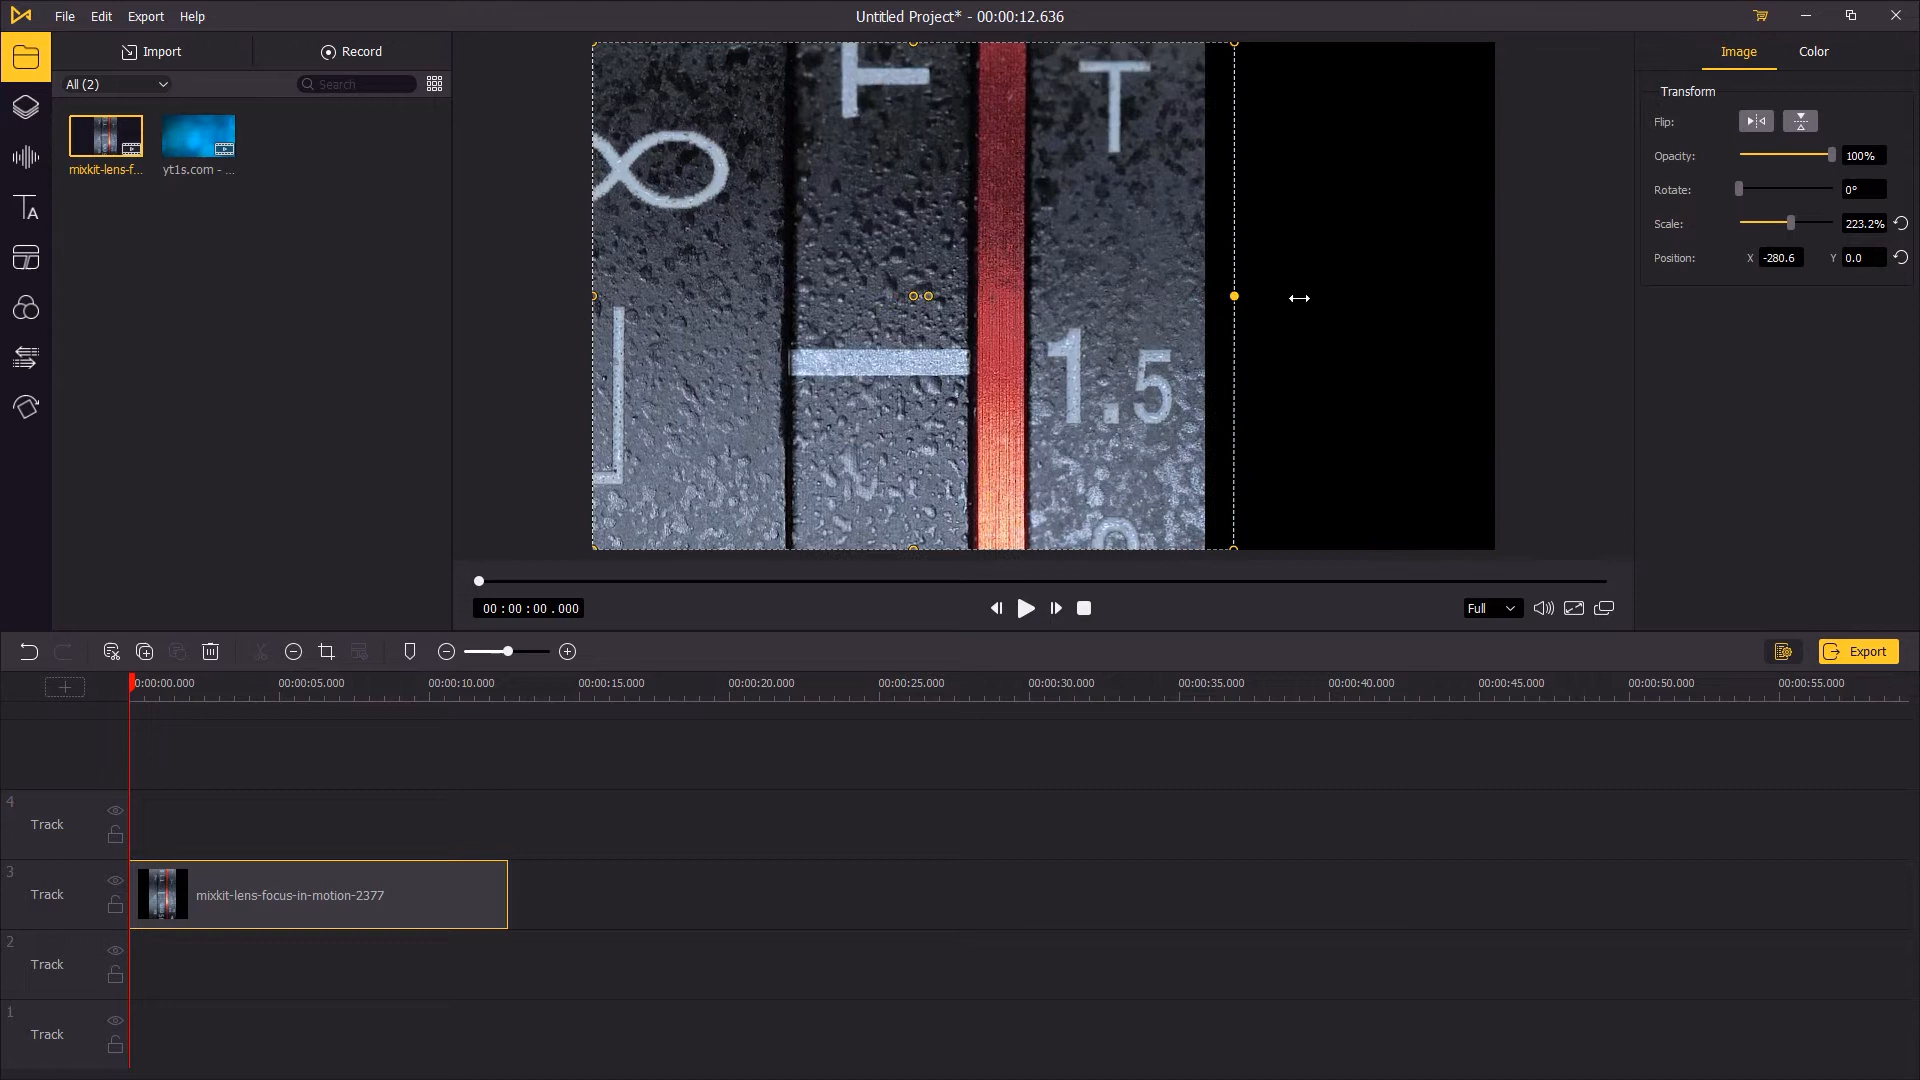 File Edit Export Help
Untitled Project* - 00:00:12.636
Import
Record
All (2)
Search
mixkit-lens-f...
yt1s.com - ...
T
T
1.5
Image
Color
Transform
Flip:
Opacity: 100%
Rotate: 0°
Scale: 223.2%
Position: X -280.6 Y 0.0
00:00:00.000
Full
Export
0:00:00.000 00:00:05.000 00:00:10.000 00:00:15.000 00:00:20.000 00:00:25.000 00:00:30.000 00:00:35.000 00:00:40.000 00:00:45.000 00:00:50.000 00:00:55.000
4
Track
3
Track
mixkit-lens-focus-in-motion-2377
2
Track
1
Track